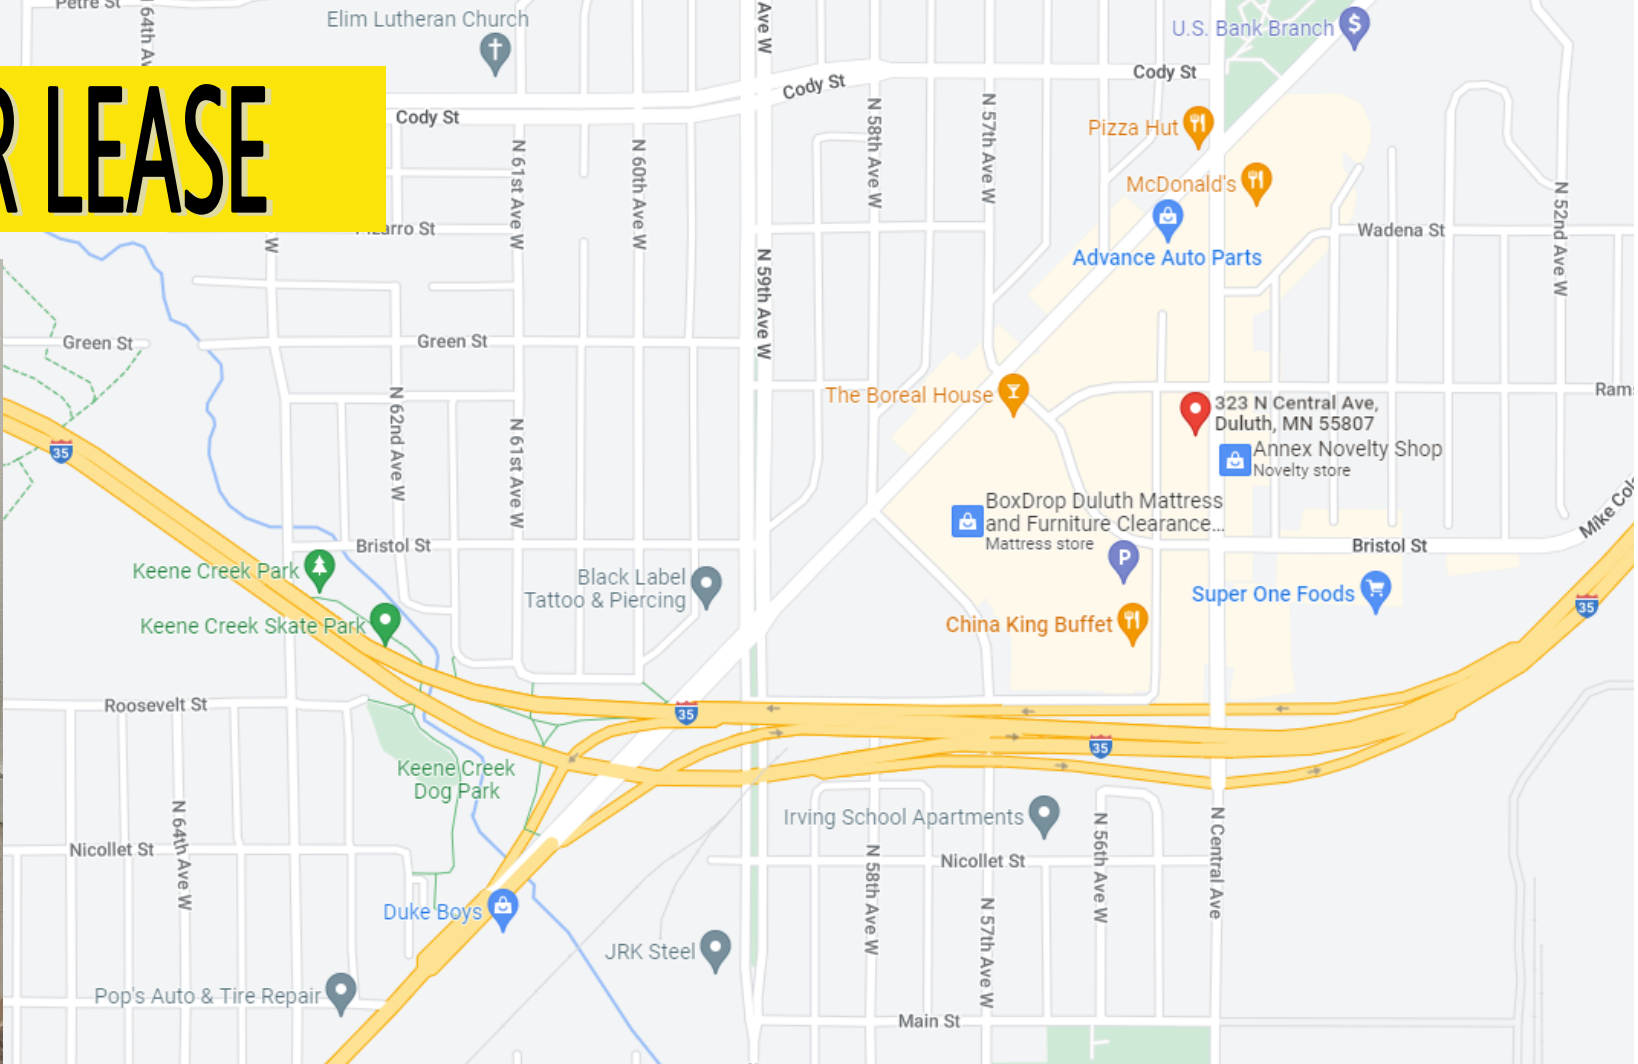 Petre St
64th Av
Elim Lutheran Church
Ave W
U.S. Bank Branch
Cody St
Cody St
Cody St
R LEASE
N 58th Ave W
N 57th Ave W
Pizza Hut
N 61st Ave W
N 60th Ave W
McDonald's
N 52nd Ave W
W
Wadena St
Advance Auto Parts
N 59th Ave W
Green St
Green St
The Boreal House
N 62nd Ave W
N 61st Ave W
323 N Central Ave,
Duluth, MN 55807
Rams
35
Annex Novelty Shop
Novelty store
BoxDrop Duluth Mattress
and Furniture Clearance...
Mattress store
P
Mike Col
Bristol St
Bristol St
Keene Creek Park
Black Label
Tattoo & Piercing
Super One Foods
35
Keene Creek Skate Park
China King Buffet
Roosevelt St
35
35
Keene Creek
Dog Park
Irving School Apartments
N 64th Ave W
N 58th Ave W
N 56th Ave W
N Central Ave
Nicollet St
Nicollet St
Duke Boys
N 57th Ave W
JRK Steel
Pop's Auto & Tire Repair
Main St